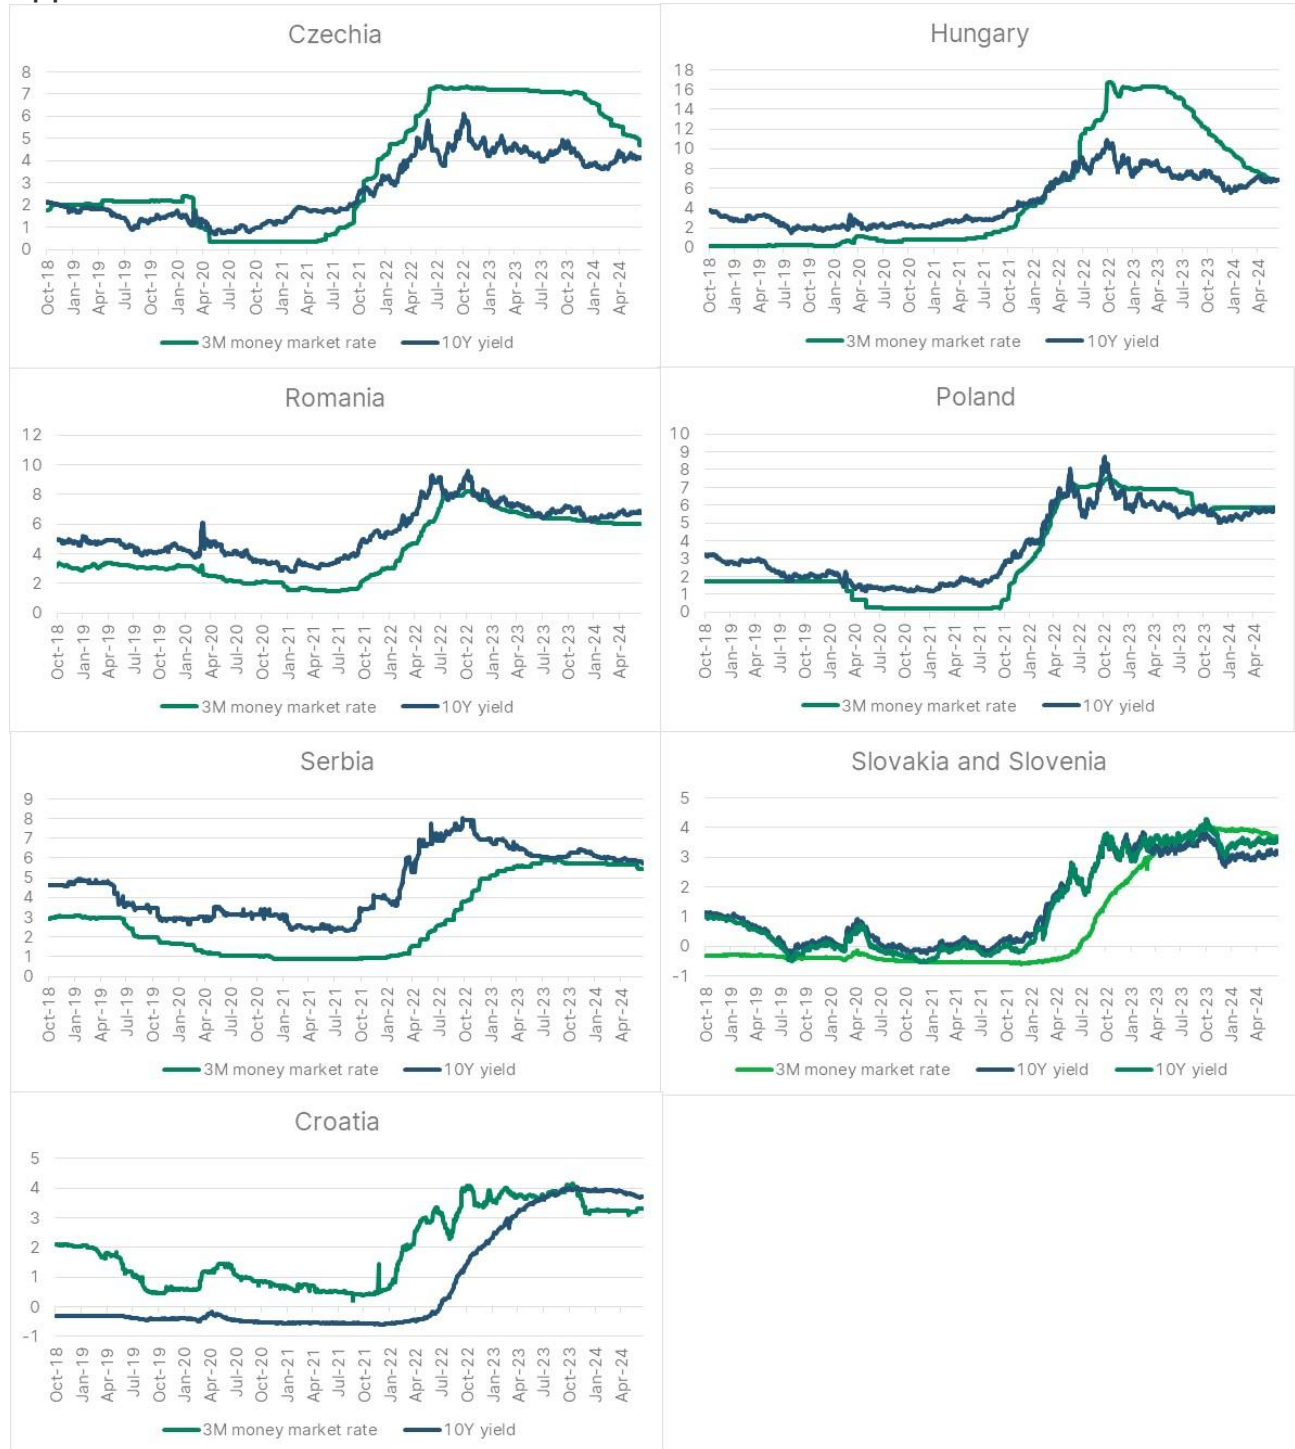 Czechia
8
7
6
5
4
3
2
1
0
Oct-18 Jan-19 Apr-19 Jul-19 Oct-19 Jan-20 Apr-20 Jul-20 Oct-20 Jan-21 Apr-21 Jul-21 Oct-21 Jan-22 Apr-22 Jul-22 Oct-22 Jan-23 Apr-23 Jul-23 Oct-23 Jan-24 Apr-24
3M money market rate 10Y yield
Hungary
18
16
14
12
10
8
6
4
2
0
Oct-18 Jan-19 Apr-19 Jul-19 Oct-19 Jan-20 Apr-20 Jul-20 Oct-20 Jan-21 Apr-21 Jul-21 Oct-21 Jan-22 Apr-22 Jul-22 Oct-22 Jan-23 Apr-23 Jul-23 Oct-23 Jan-24 Apr-24
3M money market rate 10Y yield
Romania
12
10
8
6
4
2
0
Oct-18 Jan-19 Apr-19 Jul-19 Oct-19 Jan-20 Apr-20 Jul-20 Oct-20 Jan-21 Apr-21 Jul-21 Oct-21 Jan-22 Apr-22 Jul-22 Oct-22 Jan-23 Apr-23 Jul-23 Oct-23 Jan-24 Apr-24
3M money market rate 10Y yield
Poland
10
9
8
7
6
5
4
3
2
1
0
Oct-18 Jan-19 Apr-19 Jul-19 Oct-19 Jan-20 Apr-20 Jul-20 Oct-20 Jan-21 Apr-21 Jul-21 Oct-21 Jan-22 Apr-22 Jul-22 Oct-22 Jan-23 Apr-23 Jul-23 Oct-23 Jan-24 Apr-24
3M money market rate 10Y yield
Serbia
9
8
7
6
5
4
3
2
1
0
Oct-18 Jan-19 Apr-19 Jul-19 Oct-19 Jan-20 Apr-20 Jul-20 Oct-20 Jan-21 Apr-21 Jul-21 Oct-21 Jan-22 Apr-22 Jul-22 Oct-22 Jan-23 Apr-23 Jul-23 Oct-23 Jan-24 Apr-24
3M money market rate 10Y yield
Slovakia and Slovenia
5
4
3
2
1
0
-1
Oct-18 Jan-19 Apr-19 Jul-19 Oct-19 Jan-20 Apr-20 Jul-20 Oct-20 Jan-21 Apr-21 Jul-21 Oct-21 Jan-22 Apr-22 Jul-22 Oct-22 Jan-23 Apr-23 Jul-23 Oct-23 Jan-24 Apr-24
3M money market rate 10Y yield 10Y yield
Croatia
5
4
3
2
1
0
-1
Oct-18 Jan-19 Apr-19 Jul-19 Oct-19 Jan-20 Apr-20 Jul-20 Oct-20 Jan-21 Apr-21 Jul-21 Oct-21 Jan-22 Apr-22 Jul-22 Oct-22 Jan-23 Apr-23 Jul-23 Oct-23 Jan-24 Apr-24
3M money market rate 10Y yield